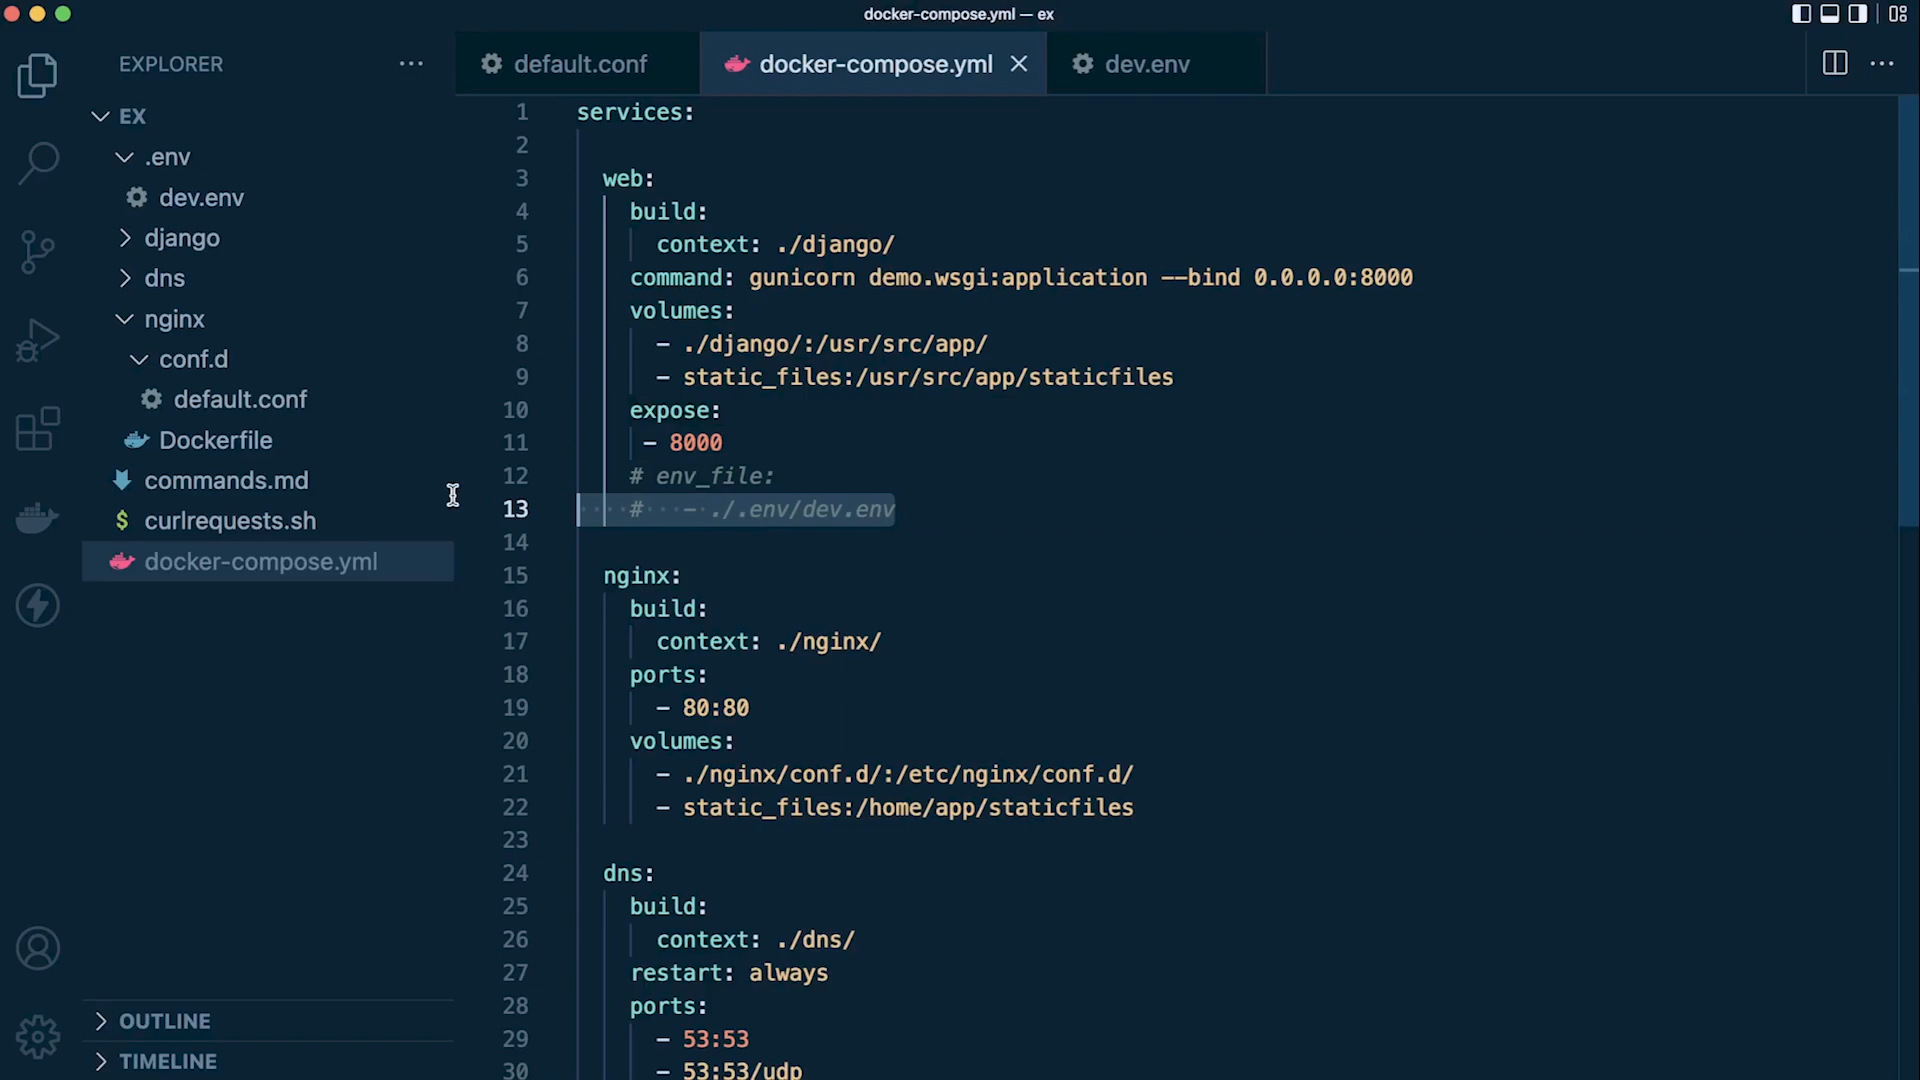 docker-compose.yml — ex
EXPLORER
EX
.env
dev.env
django
dns
nginx
conf.d
default.conf
Dockerfile
commands.md
$ curlrequests.sh
docker-compose.yml
OUTLINE
TIMELINE
default.conf
docker-compose.yml
dev.env
1 services:
2
3 web:
4 build:
5 context: ./django/
6 command: gunicorn demo.wsgi:application --bind 0.0.0.0:8000
7 volumes:
8 - ./django/:/usr/src/app/
9 - static_files:/usr/src/app/staticfiles
10 expose:
11 - 8000
12 # env_file:
13 # - ./.env/dev.env
14
15 nginx:
16 build:
17 context: ./nginx/
18 ports:
19 - 80:80
20 volumes:
21 - ./nginx/conf.d/:/etc/nginx/conf.d/
22 - static_files:/home/app/staticfiles
23
24 dns:
25 build:
26 context: ./dns/
27 restart: always
28 ports:
29 - 53:53
30 - 53:53/udp